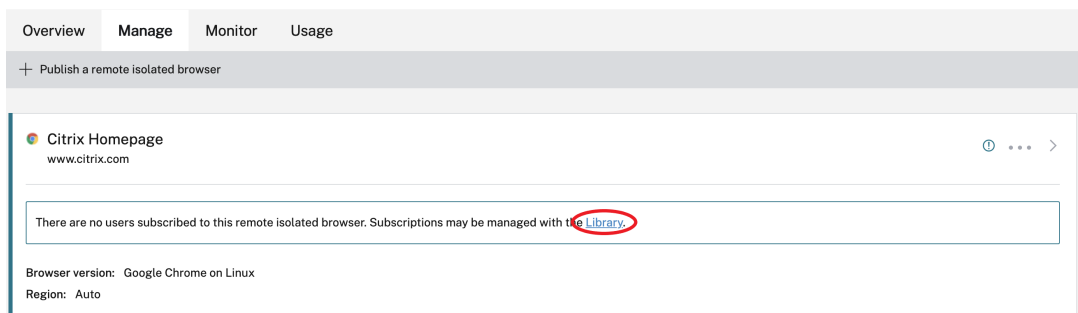 Overview Manage Monitor Usage
+ Publish a remote isolated browser
Citrix Homepage
www.citrix.com
There are no users subscribed to this remote isolated browser. Subscriptions may be managed with the Library.
Browser version: Google Chrome on Linux
Region: Auto